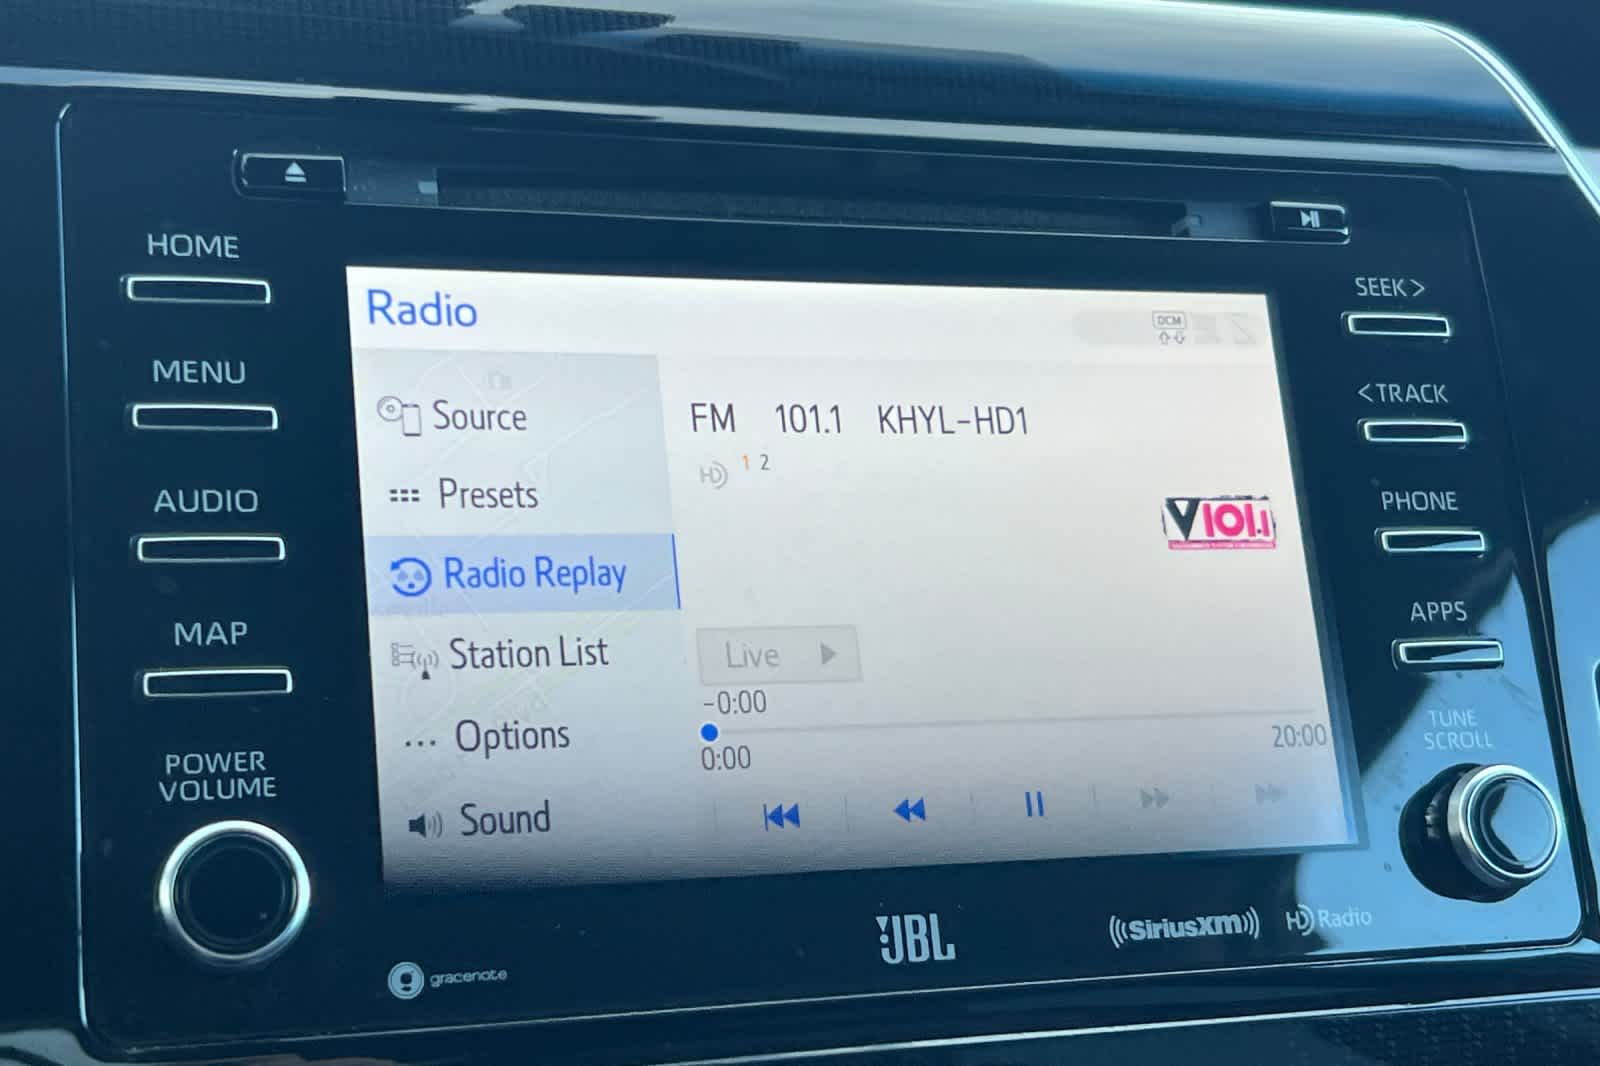 HOME
MENU
AUDIO
MAP
POWER
VOLUME
Radio
DCM
Source
Presets
Radio Replay
Station List
Options
Sound
FM 101.1 KHYL-HD1
HD 1 2
V101.1
Live
-0:00
0:00
20:00
SEEK >
< TRACK
PHONE
APPS
TUNE
SCROLL
gracenote
JBL
SiriusXM
HD Radio